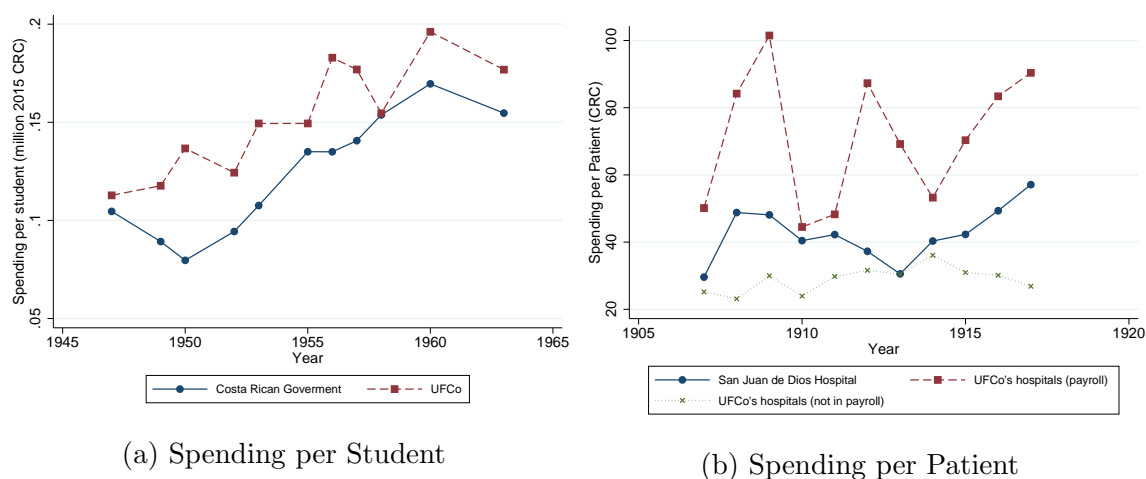 .2
.15
.1
.05
Spending per student (million 2015 CRC)
1945 1950 1955 1960 1965
Year
Costa Rican Goverment UFCo
(a) Spending per Student
100
80
60
40
20
Spending per Patient (CRC)
1905 1910 1915 1920
Year
San Juan de Dios Hospital UFCo's hospitals (payroll)
UFCo's hospitals (not in payroll)
(b) Spending per Patient